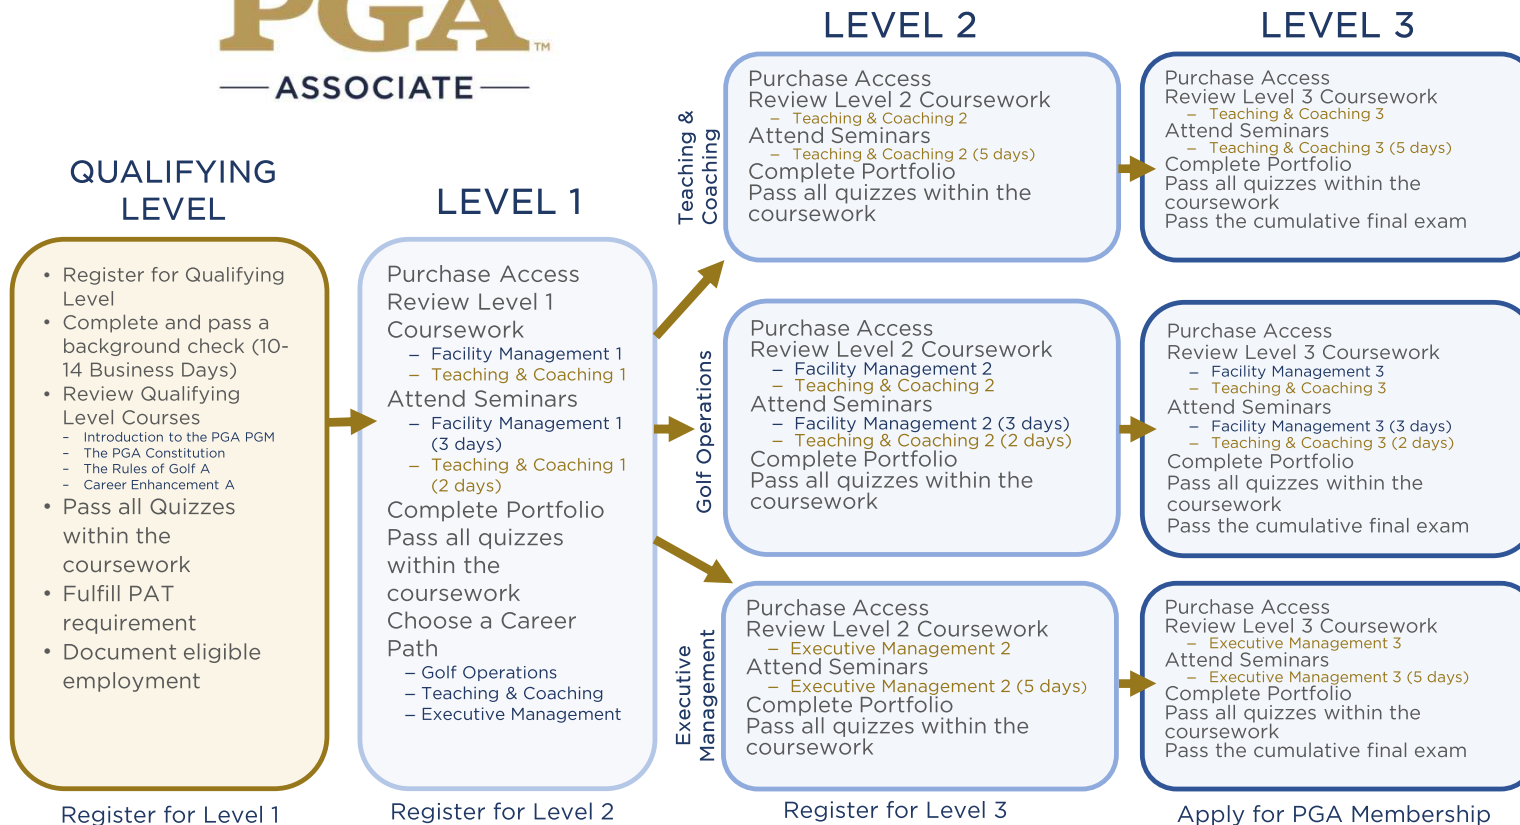 PGA™
ASSOCIATE
QUALIFYING
LEVEL
• Register for Qualifying
Level
• Complete and pass a
background check (10-
14 Business Days)
• Review Qualifying
Level Courses
- Introduction to the PGA PGM
- The PGA Constitution
- The Rules of Golf A
- Career Enhancement A
• Pass all Quizzes
within the
coursework
• Fulfill PAT
requirement
• Document eligible
employment
Register for Level 1
LEVEL 1
Purchase Access
Review Level 1
Coursework
– Facility Management 1
– Teaching & Coaching 1
Attend Seminars
– Facility Management 1
(3 days)
– Teaching & Coaching 1
(2 days)
Complete Portfolio
Pass all quizzes
within the
coursework
Choose a Career
Path
– Golf Operations
– Teaching & Coaching
– Executive Management
Register for Level 2
LEVEL 2
Teaching &
Coaching
Purchase Access
Review Level 2 Coursework
– Teaching & Coaching 2
Attend Seminars
– Teaching & Coaching 2 (5 days)
Complete Portfolio
Pass all quizzes within the
coursework
Golf Operations
Purchase Access
Review Level 2 Coursework
– Facility Management 2
– Teaching & Coaching 2
Attend Seminars
– Facility Management 2 (3 days)
– Teaching & Coaching 2 (2 days)
Complete Portfolio
Pass all quizzes within the
coursework
Executive
Management
Purchase Access
Review Level 2 Coursework
– Executive Management 2
Attend Seminars
– Executive Management 2 (5 days)
Complete Portfolio
Pass all quizzes within the
coursework
Register for Level 3
LEVEL 3
Purchase Access
Review Level 3 Coursework
– Teaching & Coaching 3
Attend Seminars
– Teaching & Coaching 3 (5 days)
Complete Portfolio
Pass all quizzes within the
coursework
Pass the cumulative final exam
Purchase Access
Review Level 3 Coursework
– Facility Management 3
– Teaching & Coaching 3
Attend Seminars
– Facility Management 3 (3 days)
– Teaching & Coaching 3 (2 days)
Complete Portfolio
Pass all quizzes within the
coursework
Pass the cumulative final exam
Purchase Access
Review Level 3 Coursework
– Executive Management 3
Attend Seminars
– Executive Management 3 (5 days)
Complete Portfolio
Pass all quizzes within the
coursework
Pass the cumulative final exam
Apply for PGA Membership